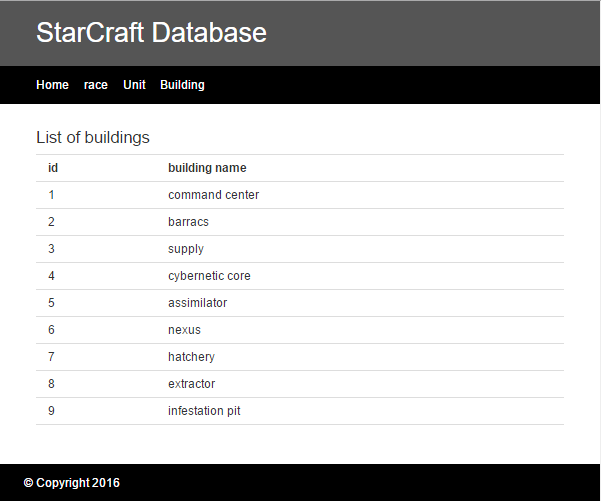 StarCraft Database
Home race Unit Building
List of buildings
id building name
1 command center
2 barracs
3 supply
4 cybernetic core
5 assimilator
6 nexus
7 hatchery
8 extractor
9 infestation pit
© Copyright 2016